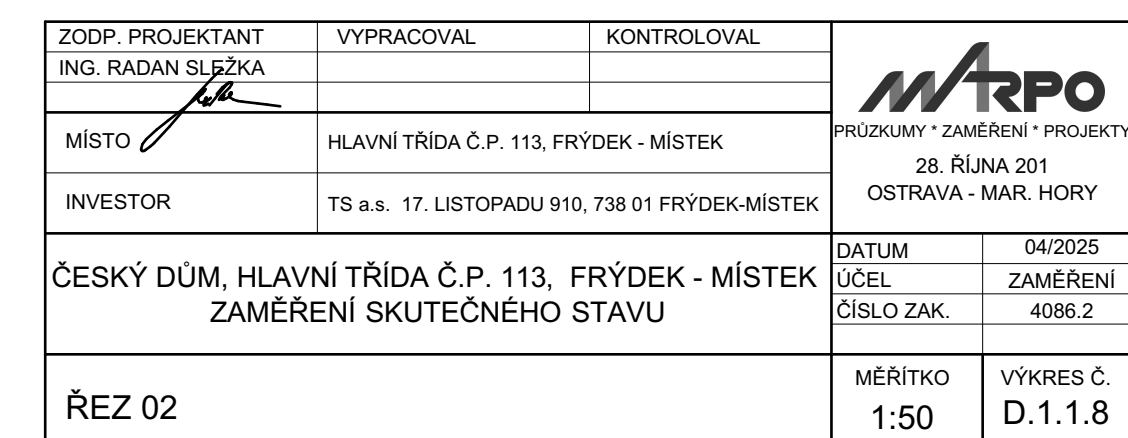 ZODP. PROJEKTANT VYPRACOVAL KONTROLOVAL
ING. RADAN SLEŽKA
MÍSTO HLAVNÍ TŘÍDA Č.P. 113, FRÝDEK - MÍSTEK
INVESTOR TS a.s. 17. LISTOPADU 910, 738 01 FRÝDEK-MÍSTEK
MARPO
PRŮZKUMY * ZAMĚŘENÍ * PROJEKTY
28. ŘÍJNA 201
OSTRAVA - MAR. HORY
ČESKÝ DŮM, HLAVNÍ TŘÍDA Č.P. 113, FRÝDEK - MÍSTEK
ZAMĚŘENÍ SKUTEČNÉHO STAVU
DATUM 04/2025
ÚČEL ZAMĚŘENÍ
ČÍSLO ZAK. 4086.2
ŘEZ 02
MĚŘÍTKO
1:50
VÝKRES Č.
D.1.1.8